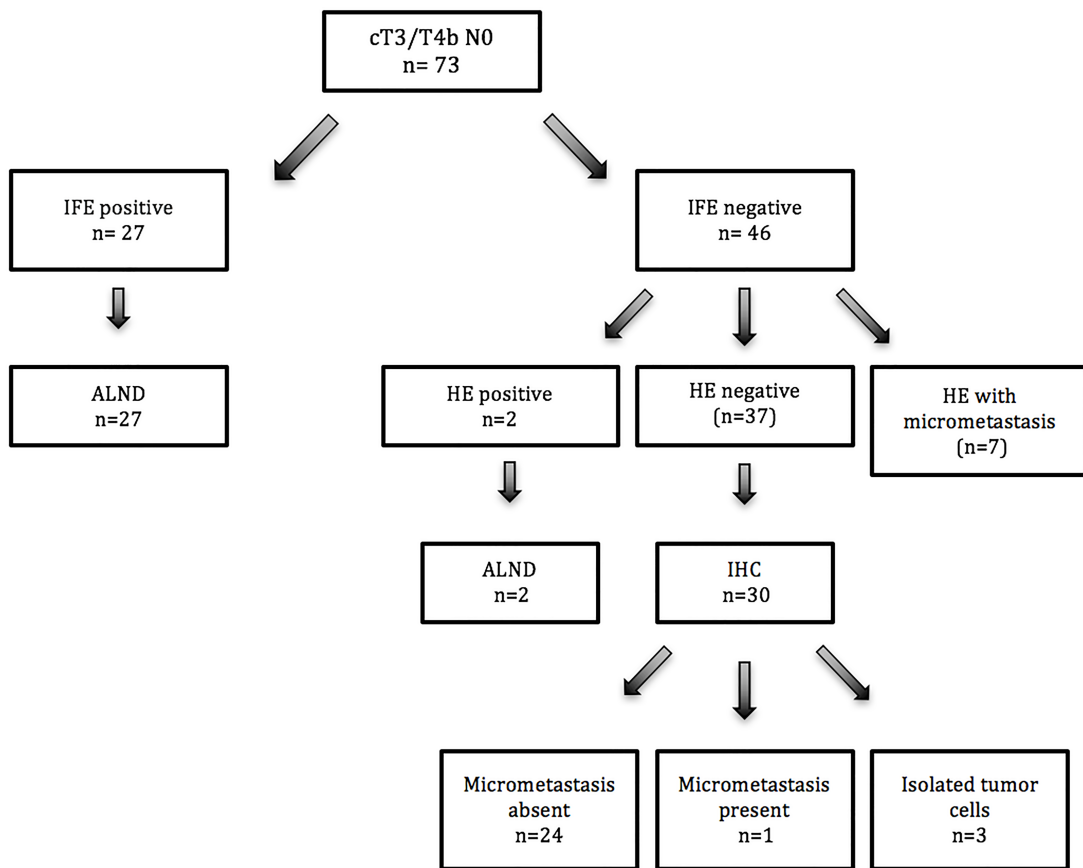 cT3/T4b N0
n= 73
IFE positive
n= 27
IFE negative
n= 46
ALND
n=27
HE positive
n=2
HE negative
(n=37)
HE with
micrometastasis
(n=7)
ALND
n=2
IHC
n=30
Micrometastasis
absent
n=24
Micrometastasis
present
n=1
Isolated tumor
cells
n=3